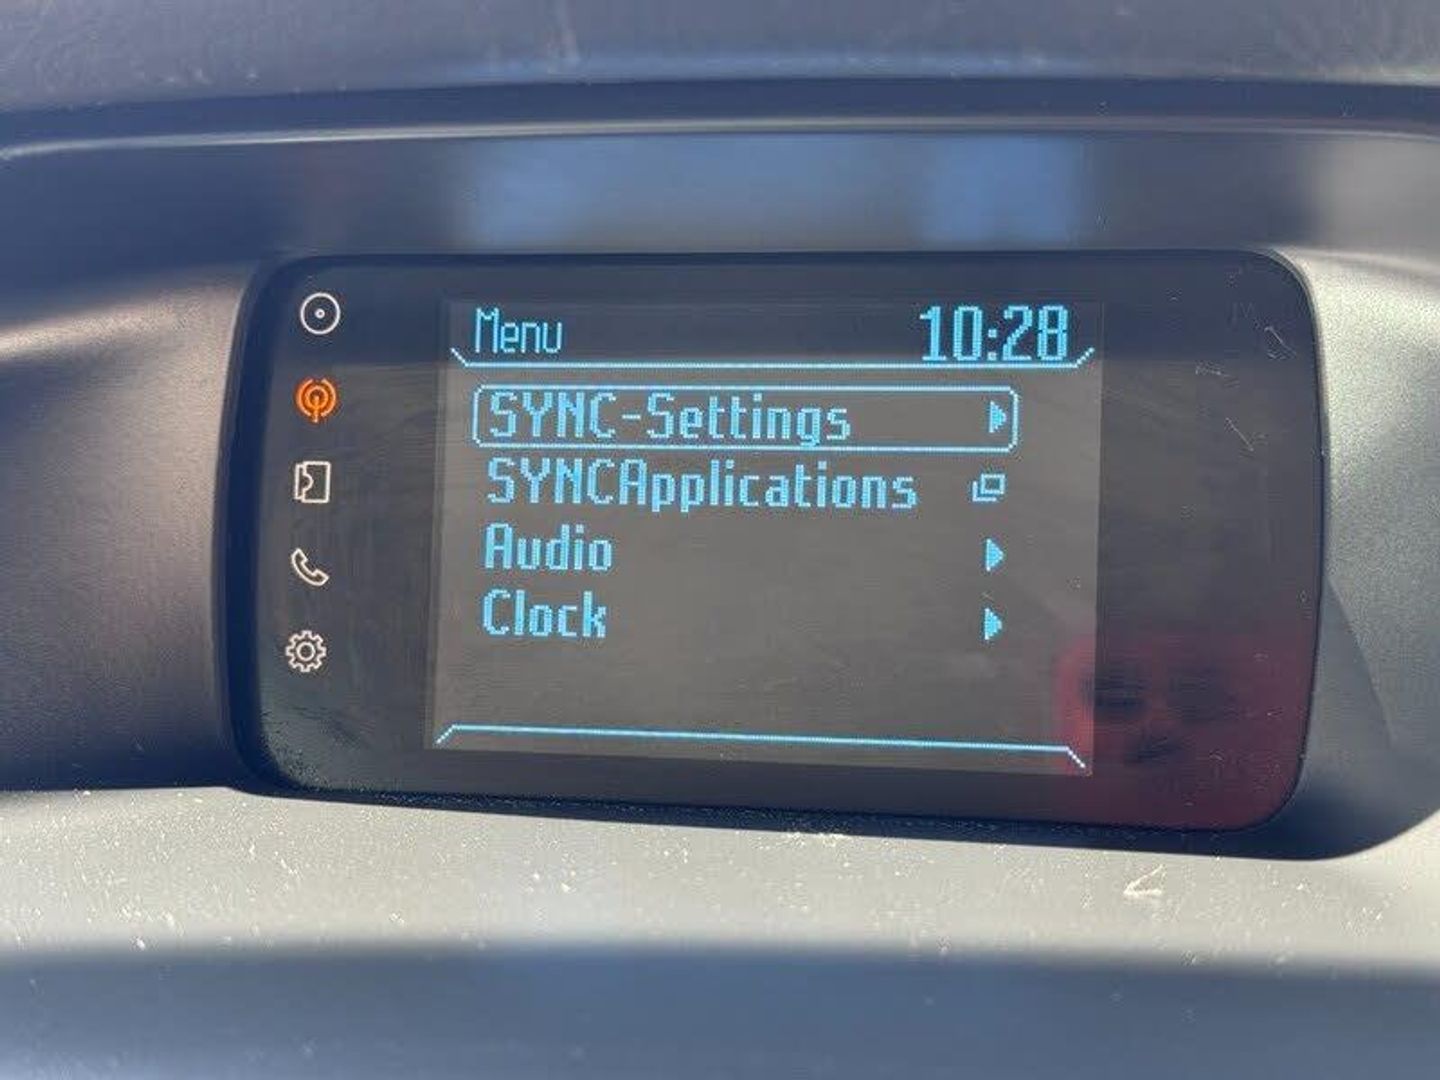 Menu 10:28
SYNC-Settings
SYNCApplications
Audio
Clock